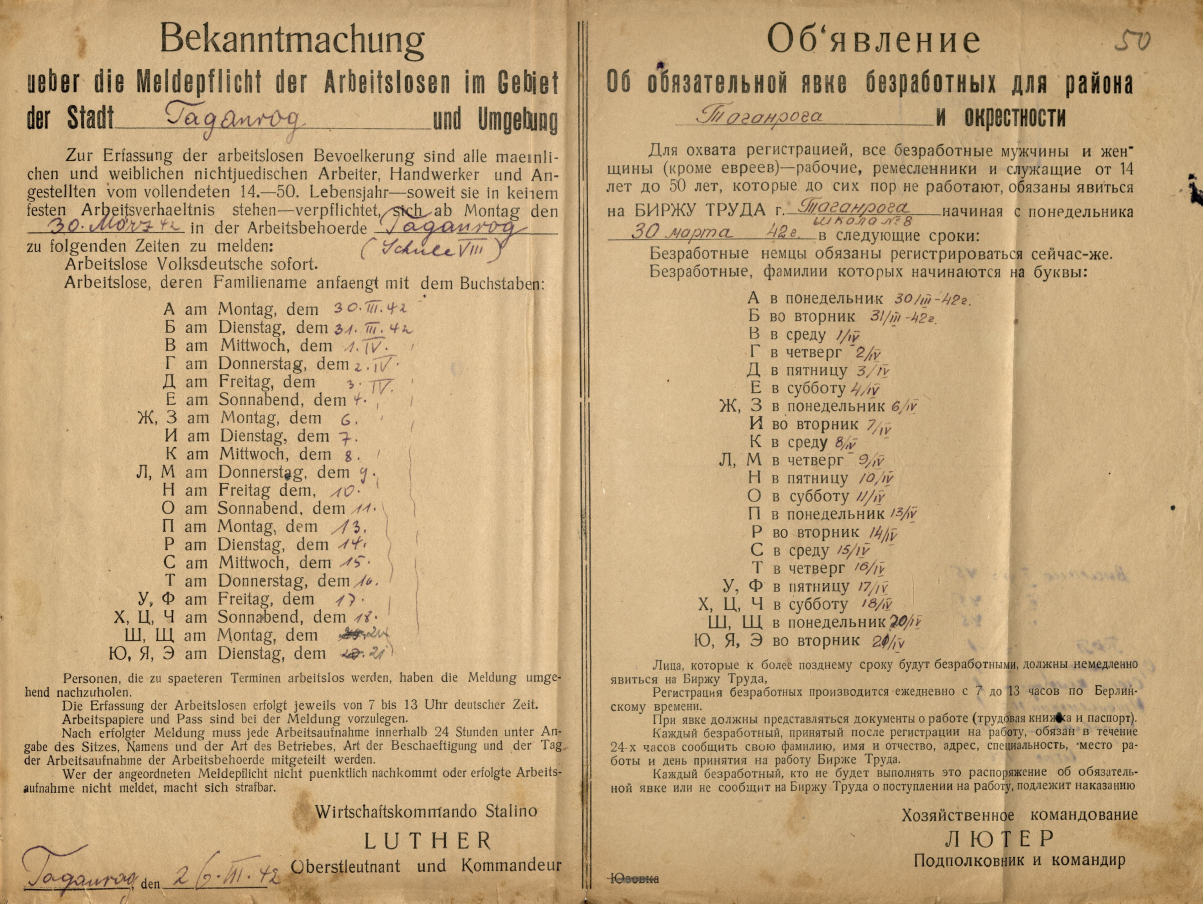 Bekanntmachung
ueber die Meldepflicht der Arbeitslosen im Gebiet
der Stadt Taganrog und Umgebung
Zur Erfassung der arbeitslosen Bevoelkerung sind alle maennli-
chen und weiblichen nichtjuedischen Arbeiter, Handwerker und An-
gestellten vom vollendeten 14.—50. Lebensjahr—soweit sie in keinem
festen Arbeitsverhaeltnis stehen—verpflichtet, sich ab Montag den
30. März 42 in der Arbeitsbehoerde Taganrog
zu folgenden Zeiten zu melden: (Schule VIII)
Arbeitslose Volksdeutsche sofort.
Arbeitslose, deren Familienname anfaengt mit dem Buchstaben:
А am Montag, dem 30.III.42
Б am Dienstag, dem 31.III.42
В am Mittwoch, dem 1.IV.
Г am Donnerstag, dem 2.IV.
Д am Freitag, dem 3.IV.
Е am Sonnabend, dem 4.
Ж, З am Montag, dem 6.
И am Dienstag, dem 7.
К am Mittwoch, dem 8.
Л, М am Donnerstag, dem 9.
Н am Freitag dem, 10.
О am Sonnabend, dem 11.
П am Montag, dem 13.
Р am Dienstag, dem 14.
С am Mittwoch, dem 15.
Т am Donnerstag, dem 16.
У, Ф am Freitag, dem 17.
Х, Ц, Ч am Sonnabend, dem 18.
Ш, Щ am Montag, dem
Ю, Я, Э am Dienstag, dem 21
Personen, die zu spaeteren Terminen arbeitslos werden, haben die Meldung umge-
hend nachzuholen.
Die Erfassung der Arbeitslosen erfolgt jeweils von 7 bis 13 Uhr deutscher Zeit.
Arbeitspapiere und Pass sind bei der Meldung vorzulegen.
Nach erfolgter Meldung muss jede Arbeitsaufnahme innerhalb 24 Stunden unter An-
gabe des Sitzes, Namens und der Art des Betriebes, Art der Beschaeftigung und der Tag
der Arbeitsaufnahme der Arbeitsbehoerde mitgeteilt werden.
Wer der angeordneten Meldepflicht nicht puenktlich nachkommt oder erfolgte Arbeits-
aufnahme nicht meldet, macht sich strafbar.
Wirtschaftskommando Stalino
LUTHER
Oberstleutnant und Kommandeur
Taganrog, den 26.III.42
50
Об'явление
Об обязательной явке безработных для района
Таганрога и окрестности
Для охвата регистрацией, все безработные мужчины и жен-
щины (кроме евреев)—рабочие, ремесленники и служащие от 14
лет до 50 лет, которые до сих пор не работают, обязаны явиться
на БИРЖУ ТРУДА г. Таганрога начиная с понедельника
школа №8
30 марта 42г. в следующие сроки:
Безработные немцы обязаны регистрироваться сейчас-же.
Безработные, фамилии которых начинаются на буквы:
А в понедельник 30/III-42г.
Б во вторник 31/III-42г.
В в среду 1/IV
Г в четверг 2/IV
Д в пятницу 3/IV
Е в субботу 4/IV
Ж, З в понедельник 6/IV
И во вторник 7/IV
К в среду 8/IV
Л, М в четверг 9/IV
Н в пятницу 10/IV
О в субботу 11/IV
П в понедельник 13/IV
Р во вторник 14/IV
С в среду 15/IV
Т в четверг 16/IV
У, Ф в пятницу 17/IV
Х, Ц, Ч в субботу 18/IV
Ш, Щ в понедельник 20/IV
Ю, Я, Э во вторник 21/IV
Лица, которые к более позднему сроку будут безработными, должны немедленно
явиться на Биржу Труда,
Регистрация безработных производится ежедневно с 7 до 13 часов по Берлин-
скому времени.
При явке должны представляться документы о работе (трудовая книжка и паспорт).
Каждый безработный, принятый после регистрации на работу, обязан в течение
24-х часов сообщить свою фамилию, имя и отчество, адрес, специальность, место ра-
боты и день принятия на работу Бирже Труда.
Каждый безработный, кто не будет выполнять это распоряжение об обязатель-
ной явке или не сообщит на Биржу Труда о поступлении на работу, подлежит наказанию
Хозяйственное командование
ЛЮТЕР
Подполковник и командир
Юзовка